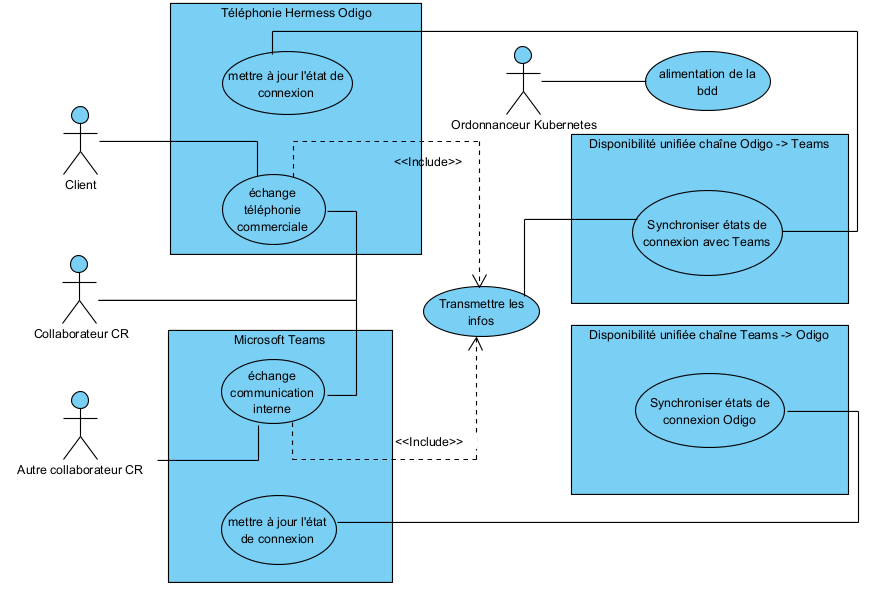 Téléphonie Hermess Odigo
mettre à jour l'état de
connexion
alimentation de la
bdd
Ordonnanceur Kubernetes
Disponibilité unifiée chaîne Odigo -> Teams
<<Include>>
Client
échange
téléphonie
commerciale
Synchroniser états de
connexion avec Teams
Transmettre les
infos
Collaborateur CR
Microsoft Teams
Disponibilité unifiée chaîne Teams -> Odigo
échange
communication
interne
Synchroniser états de
connexion Odigo
<<Include>>
Autre collaborateur CR
mettre à jour l'état
de connexion